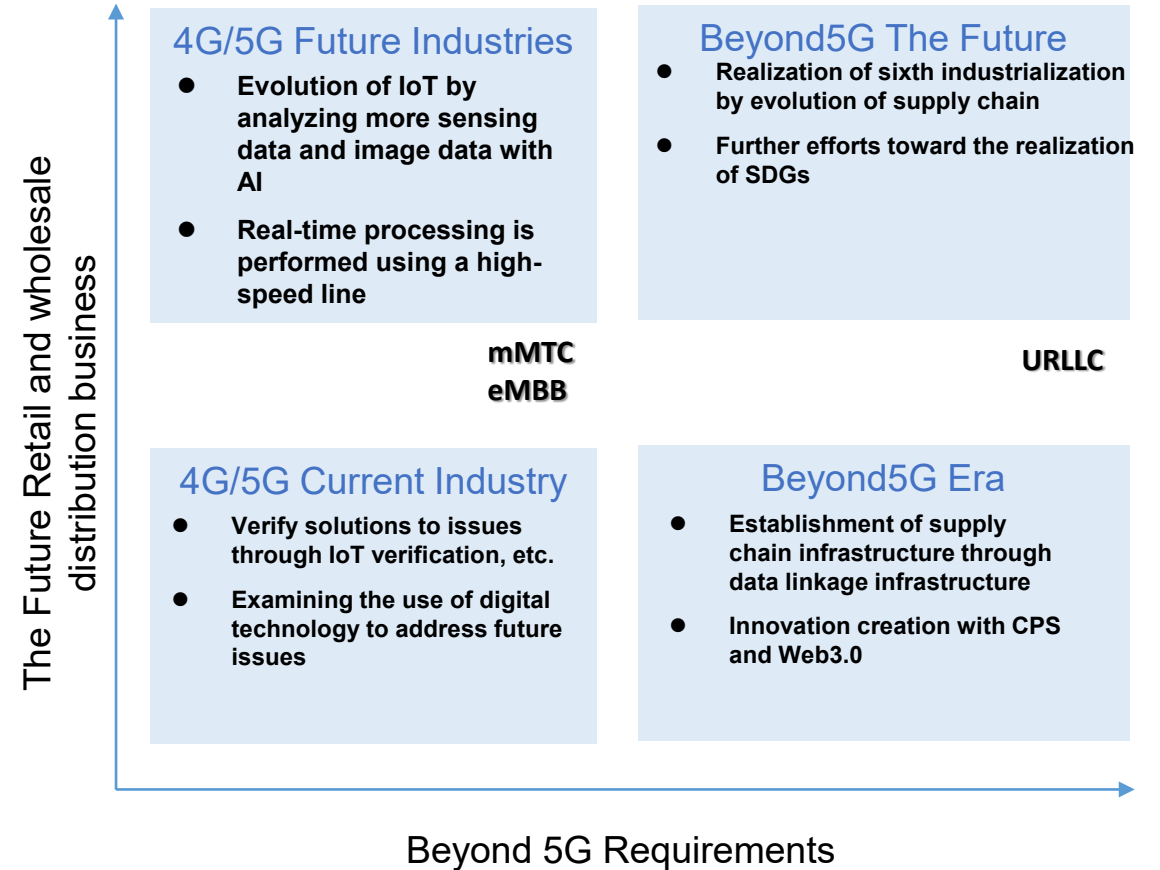 The Future Retail and wholesale
distribution business
4G/5G Future Industries
● Evolution of IoT by
analyzing more sensing
data and image data with
AI
● Real-time processing is
performed using a high-
speed line
Beyond5G The Future
● Realization of sixth industrialization
by evolution of supply chain
● Further efforts toward the realization
of SDGs
mMTC
eMBB
URLLC
4G/5G Current Industry
● Verify solutions to issues
through IoT verification, etc.
● Examining the use of digital
technology to address future
issues
Beyond5G Era
● Establishment of supply
chain infrastructure through
data linkage infrastructure
● Innovation creation with CPS
and Web3.0
Beyond 5G Requirements